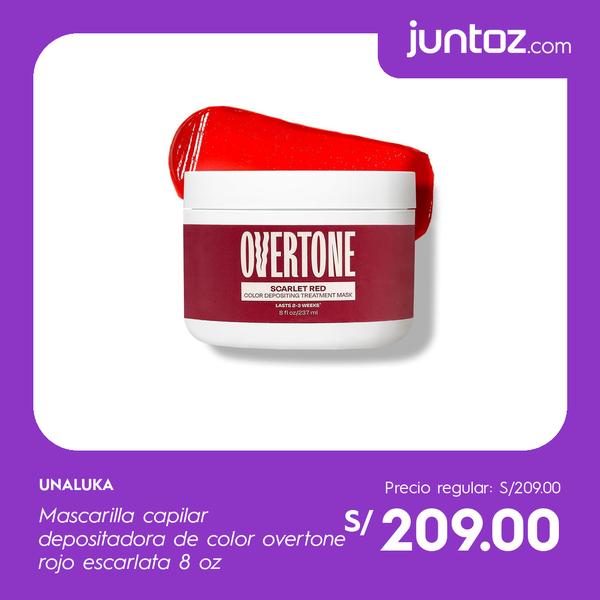 juntoz.com
OVERTONE
SCARLET RED
COLOR DEPOSITING TREATMENT MASK
LASTS 2-3 WEEKS*
8 fl oz/237 ml
UNALUKA
Precio regular: S/209.00
Mascarilla capilar
depositadora de color overtone
rojo escarlata 8 oz
S/ 209.00